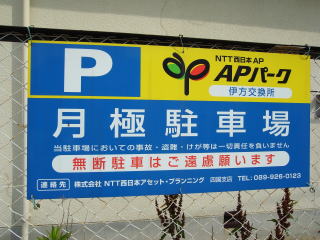 P
NTT西日本 AP
APパーク
伊方交換所
月極駐車場
当駐車場においての事故・盗難・けが等は一切責任を負いません
無断駐車はご遠慮願います
連絡先 株式会社 NTT西日本アセット・プランニング 四国支店 TEL:089-926-0123